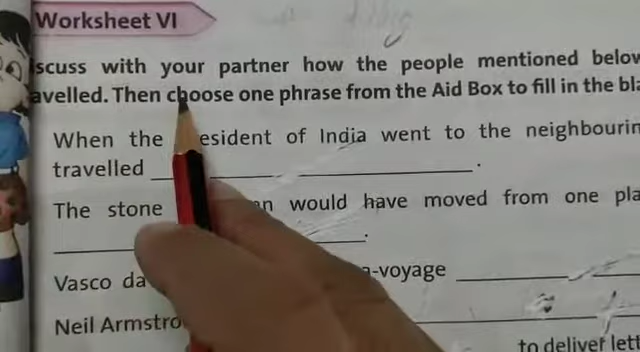 Worksheet VI
scuss with your partner how the people mentioned below
avelled. Then choose one phrase from the Aid Box to fill in the bla
When the esident of India went to the neighbourin
travelled .
The stone an would have moved from one pla
.
Vasco da -voyage
Neil Armstro
to deliver lett